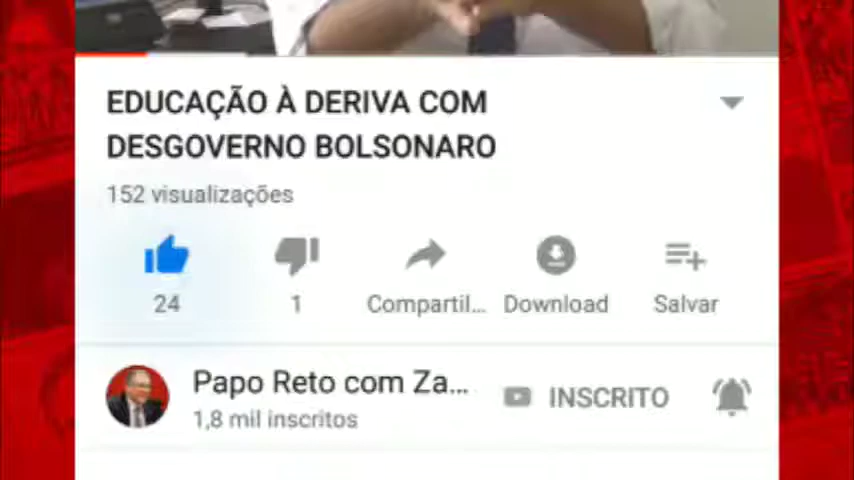 EDUCAÇÃO À DERIVA COM
DESGOVERNO BOLSONARO
152 visualizações
24
1
Compartil...
Download
Salvar
Papo Reto com Za...
INSCRITO
1,8 mil inscritos